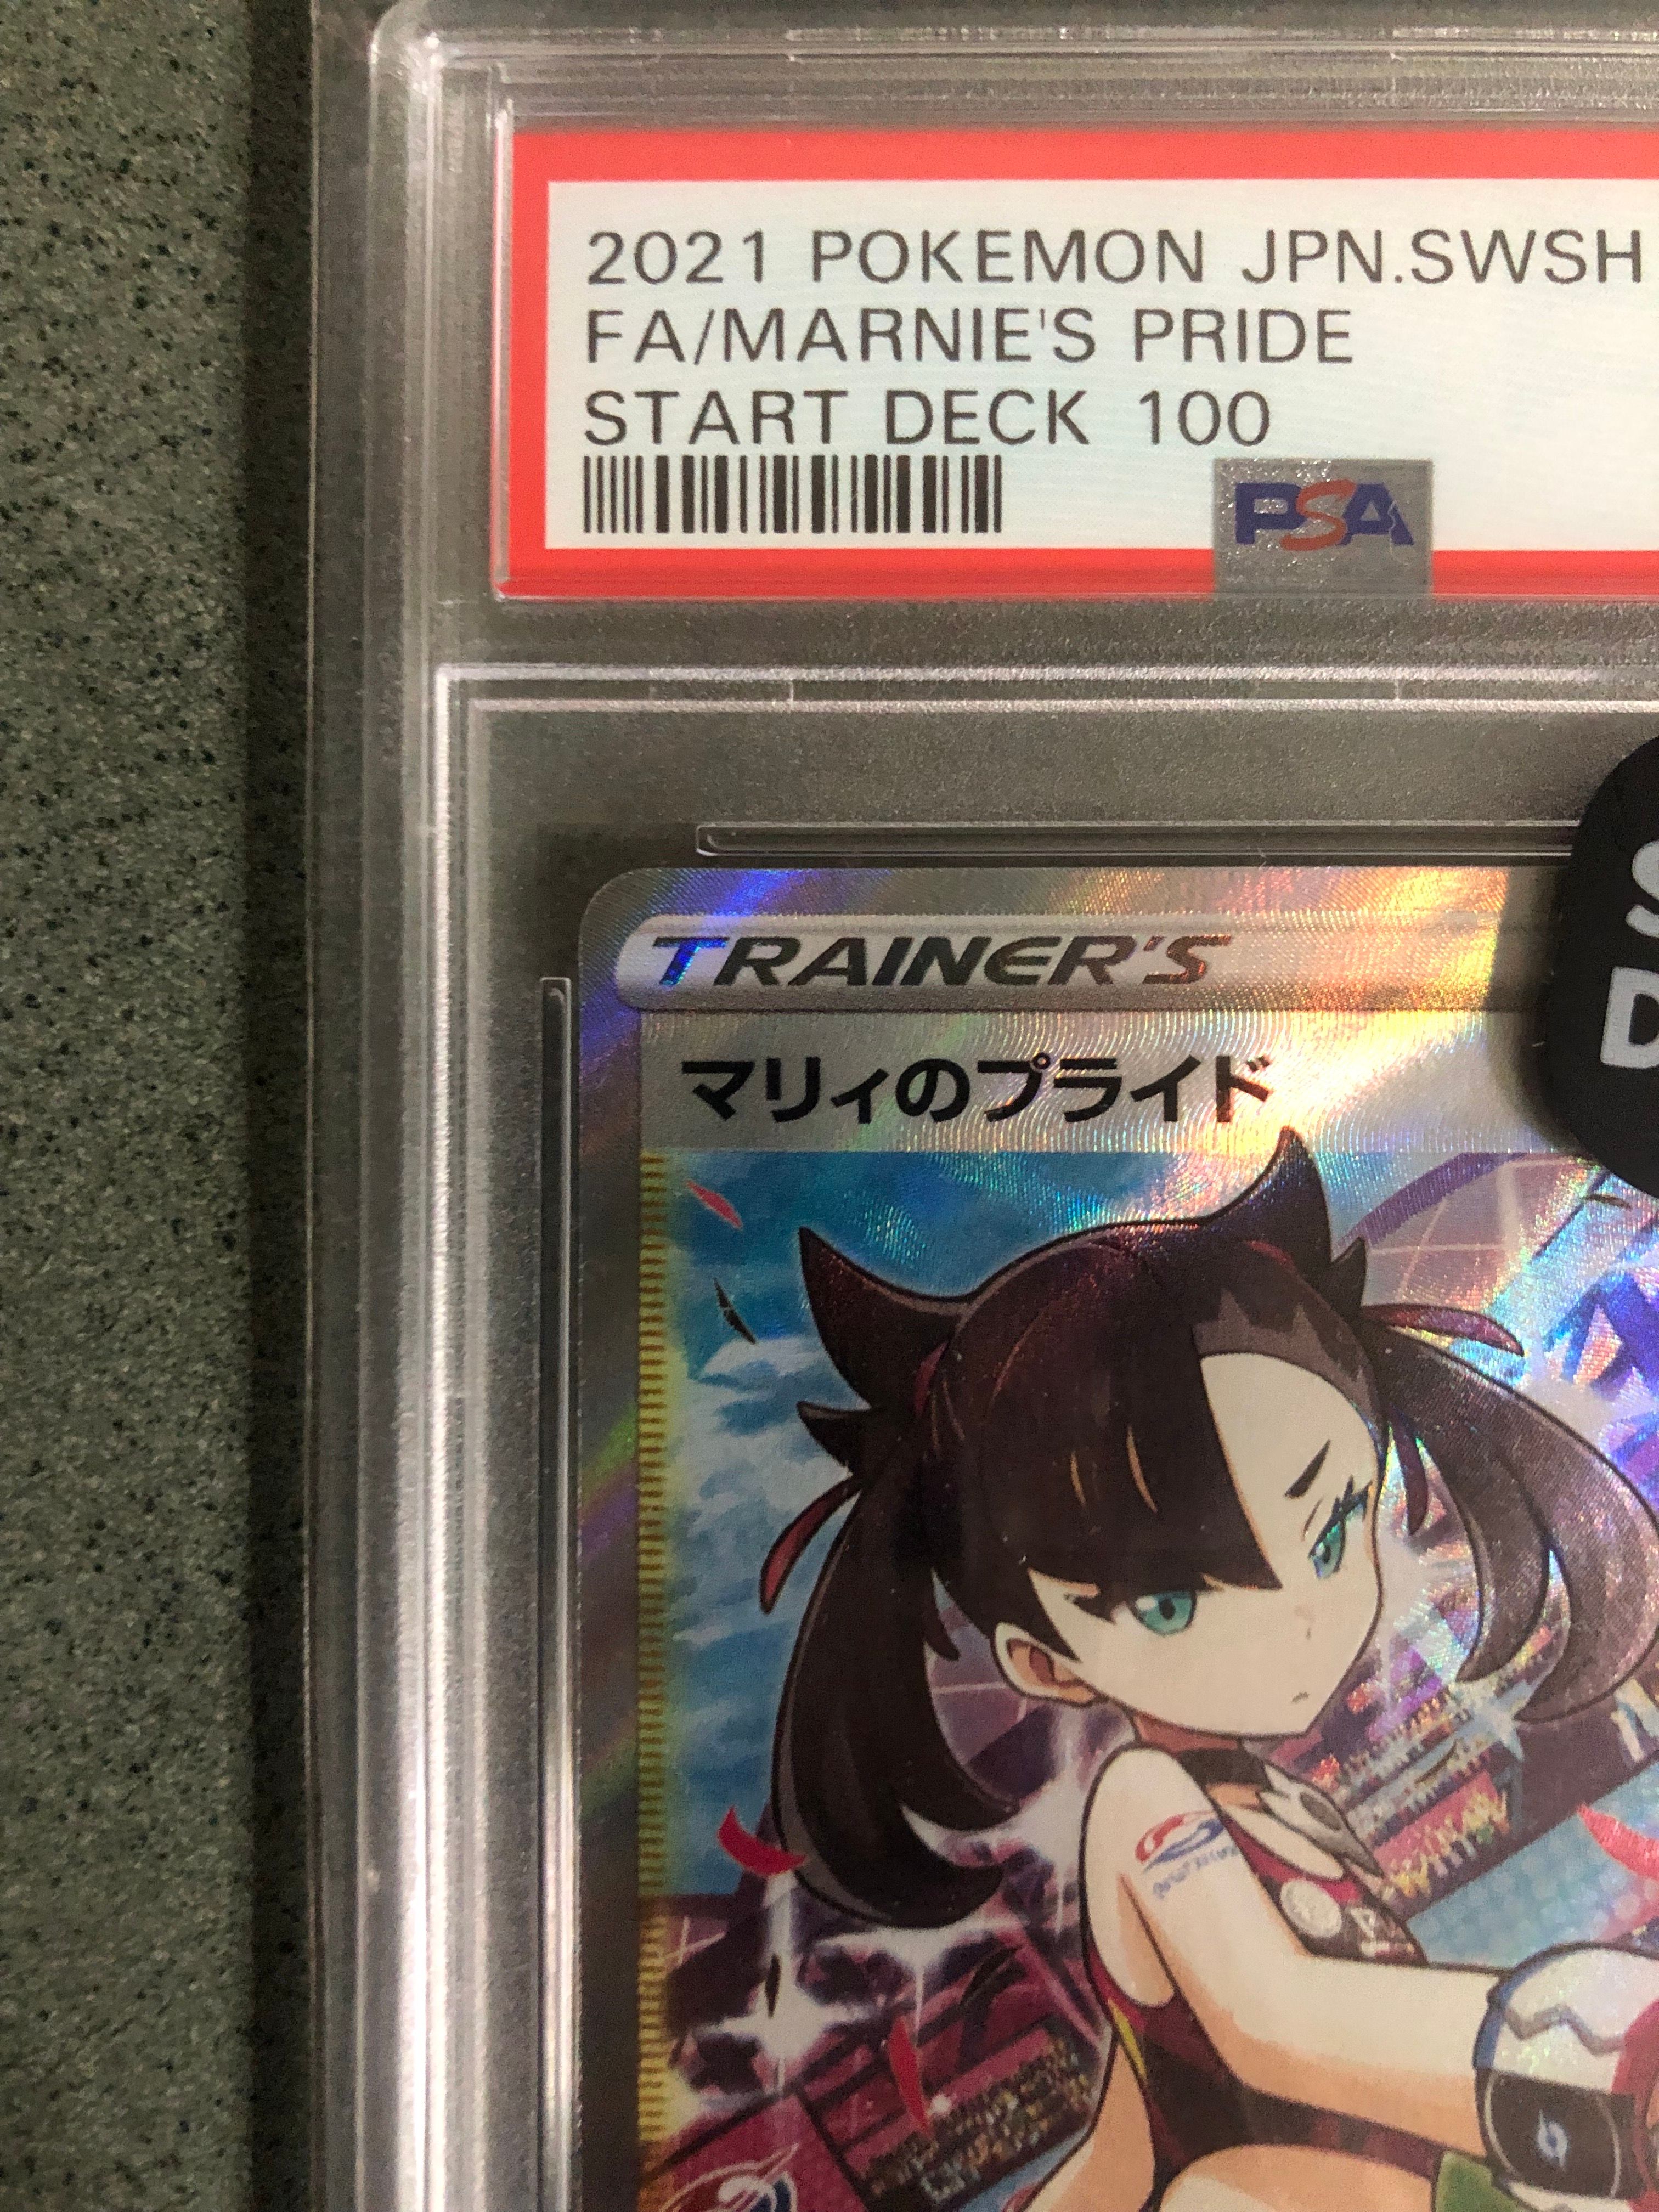 2021 POKEMON JPN.SWSH
FA/MARNIE'S PRIDE
START DECK 100
PSA
S
D
TRAINER'S
マリィのプライド